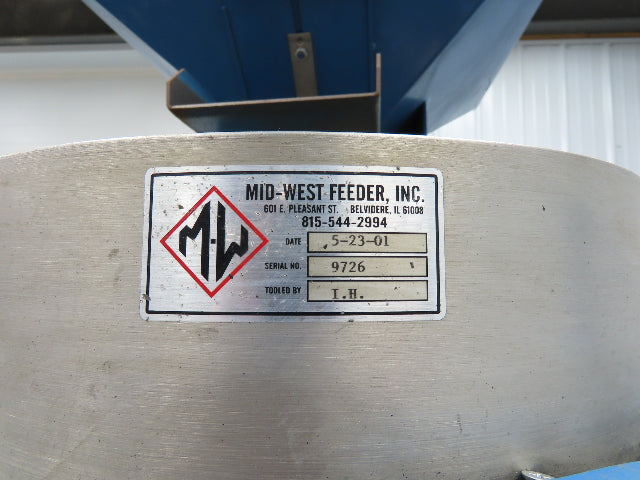 M-W
MID-WEST FEEDER, INC.
601 E. PLEASANT ST. BELVIDERE, IL 61008
815-544-2994
DATE 5-23-01
SERIAL NO. 9726
TOOLED BY I.H.